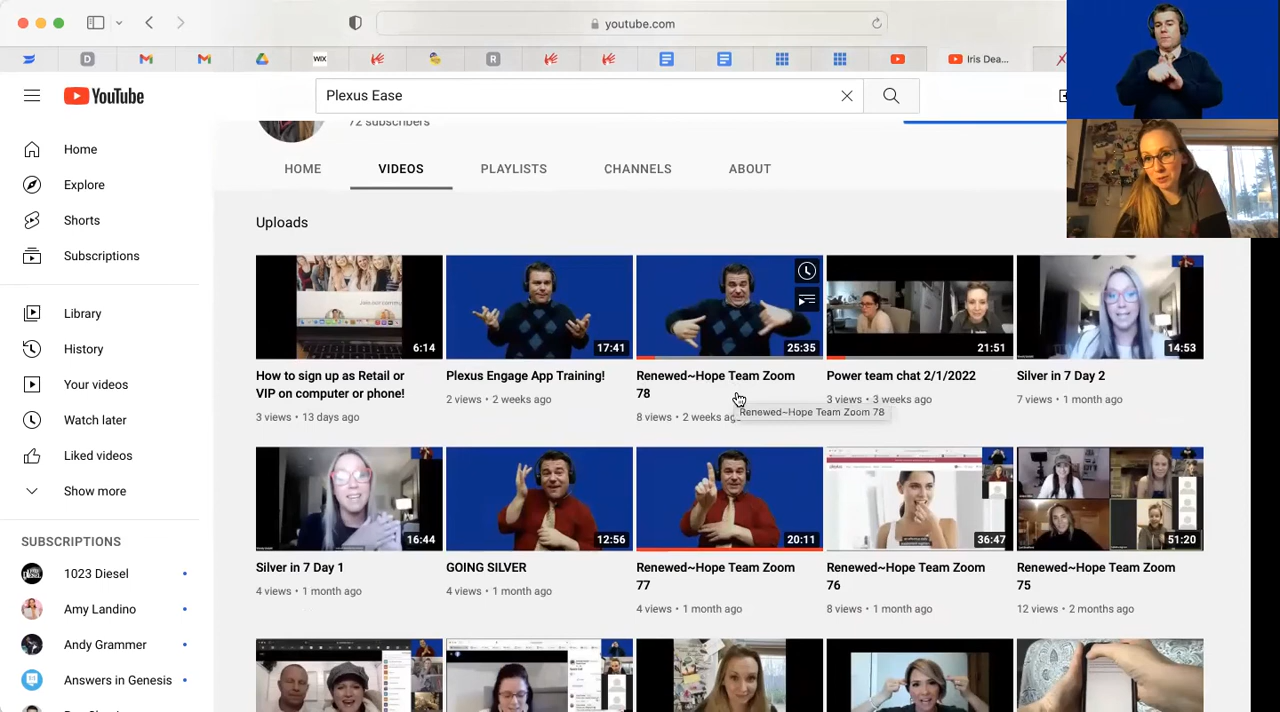 youtube.com
D
WIX
R
Iris Dea...
YouTube
Plexus Ease
72 subscribers
HOME
VIDEOS
PLAYLISTS
CHANNELS
ABOUT
Home
Explore
Shorts
Subscriptions
Library
History
Your videos
Watch later
Liked videos
Show more
SUBSCRIPTIONS
1023 Diesel
Amy Landino
Andy Grammer
Answers in Genesis
Uploads
6:14
How to sign up as Retail or
VIP on computer or phone!
3 views • 13 days ago
17:41
Plexus Engage App Training!
2 views • 2 weeks ago
25:35
Renewed~Hope Team Zoom
78
8 views • 2 weeks ago
Renewed~Hope Team Zoom 78
21:51
Power team chat 2/1/2022
3 views • 3 weeks ago
14:53
Silver in 7 Day 2
7 views • 1 month ago
16:44
Silver in 7 Day 1
4 views • 1 month ago
12:56
GOING SILVER
4 views • 1 month ago
20:11
Renewed~Hope Team Zoom
77
4 views • 1 month ago
36:47
Renewed~Hope Team Zoom
76
8 views • 1 month ago
51:20
Renewed~Hope Team Zoom
75
12 views • 2 months ago